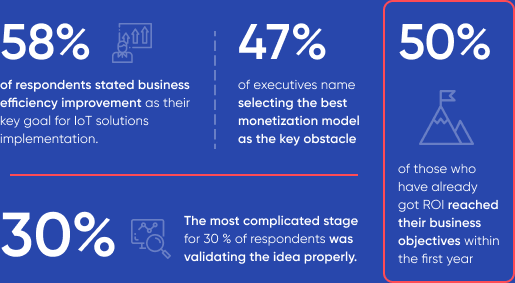 58%
of respondents stated business
efficiency improvement as their
key goal for IoT solutions
implementation.
47%
of executives name
selecting the best
monetization model
as the key obstacle
50%
of those who
have already
got ROI reached
their business
objectives within
the first year
30%
The most complicated stage
for 30 % of respondents was
validating the idea properly.